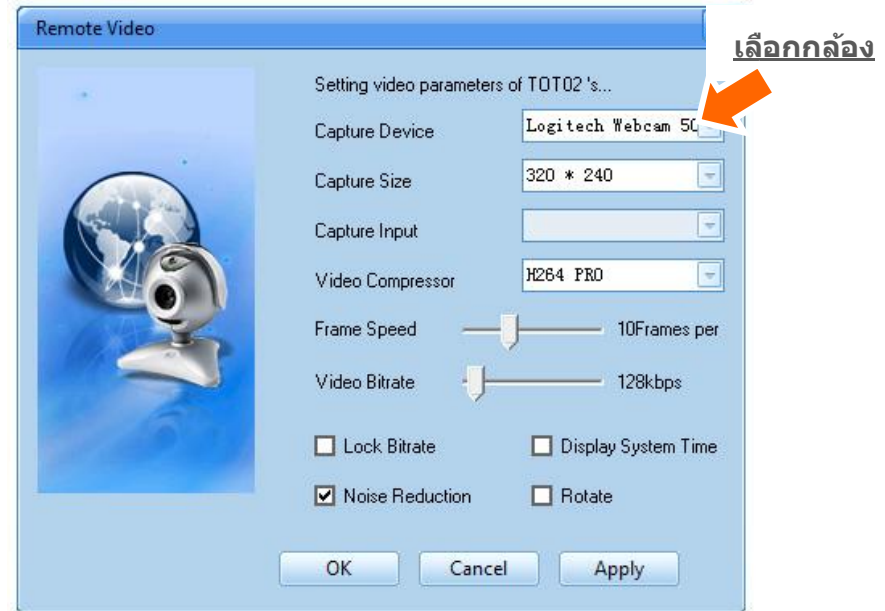 Remote Video
เลือกกล้อง
Setting video parameters of TOT02 's...
Capture Device Logitech Webcam
Capture Size 320 * 240
Capture Input
Video Compressor H264 PRO
Frame Speed 10Frames per
Video Bitrate 128kbps
Lock Bitrate Display System Time
Noise Reduction Rotate
OK Cancel Apply